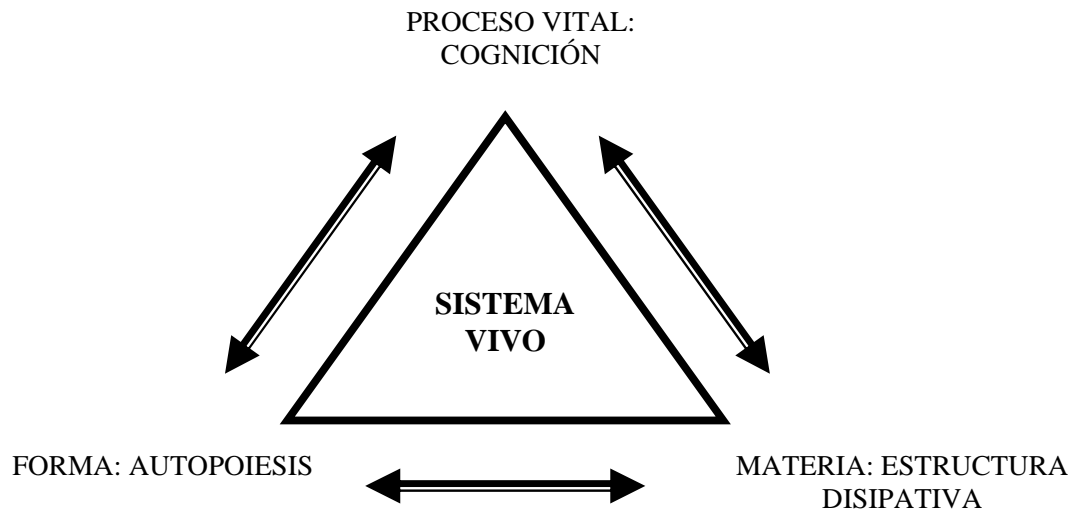 PROCESO VITAL:
COGNICIÓN
SISTEMA
VIVO
FORMA: AUTOPOIESIS
MATERIA: ESTRUCTURA
DISIPATIVA